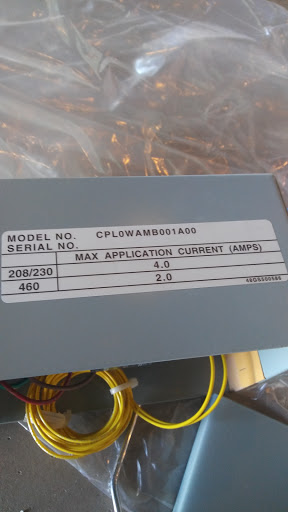 MODEL NO. CPL0WAMB001A00
SERIAL NO.
MAX APPLICATION CURRENT (AMPS)
208/230 4.0
460 2.0